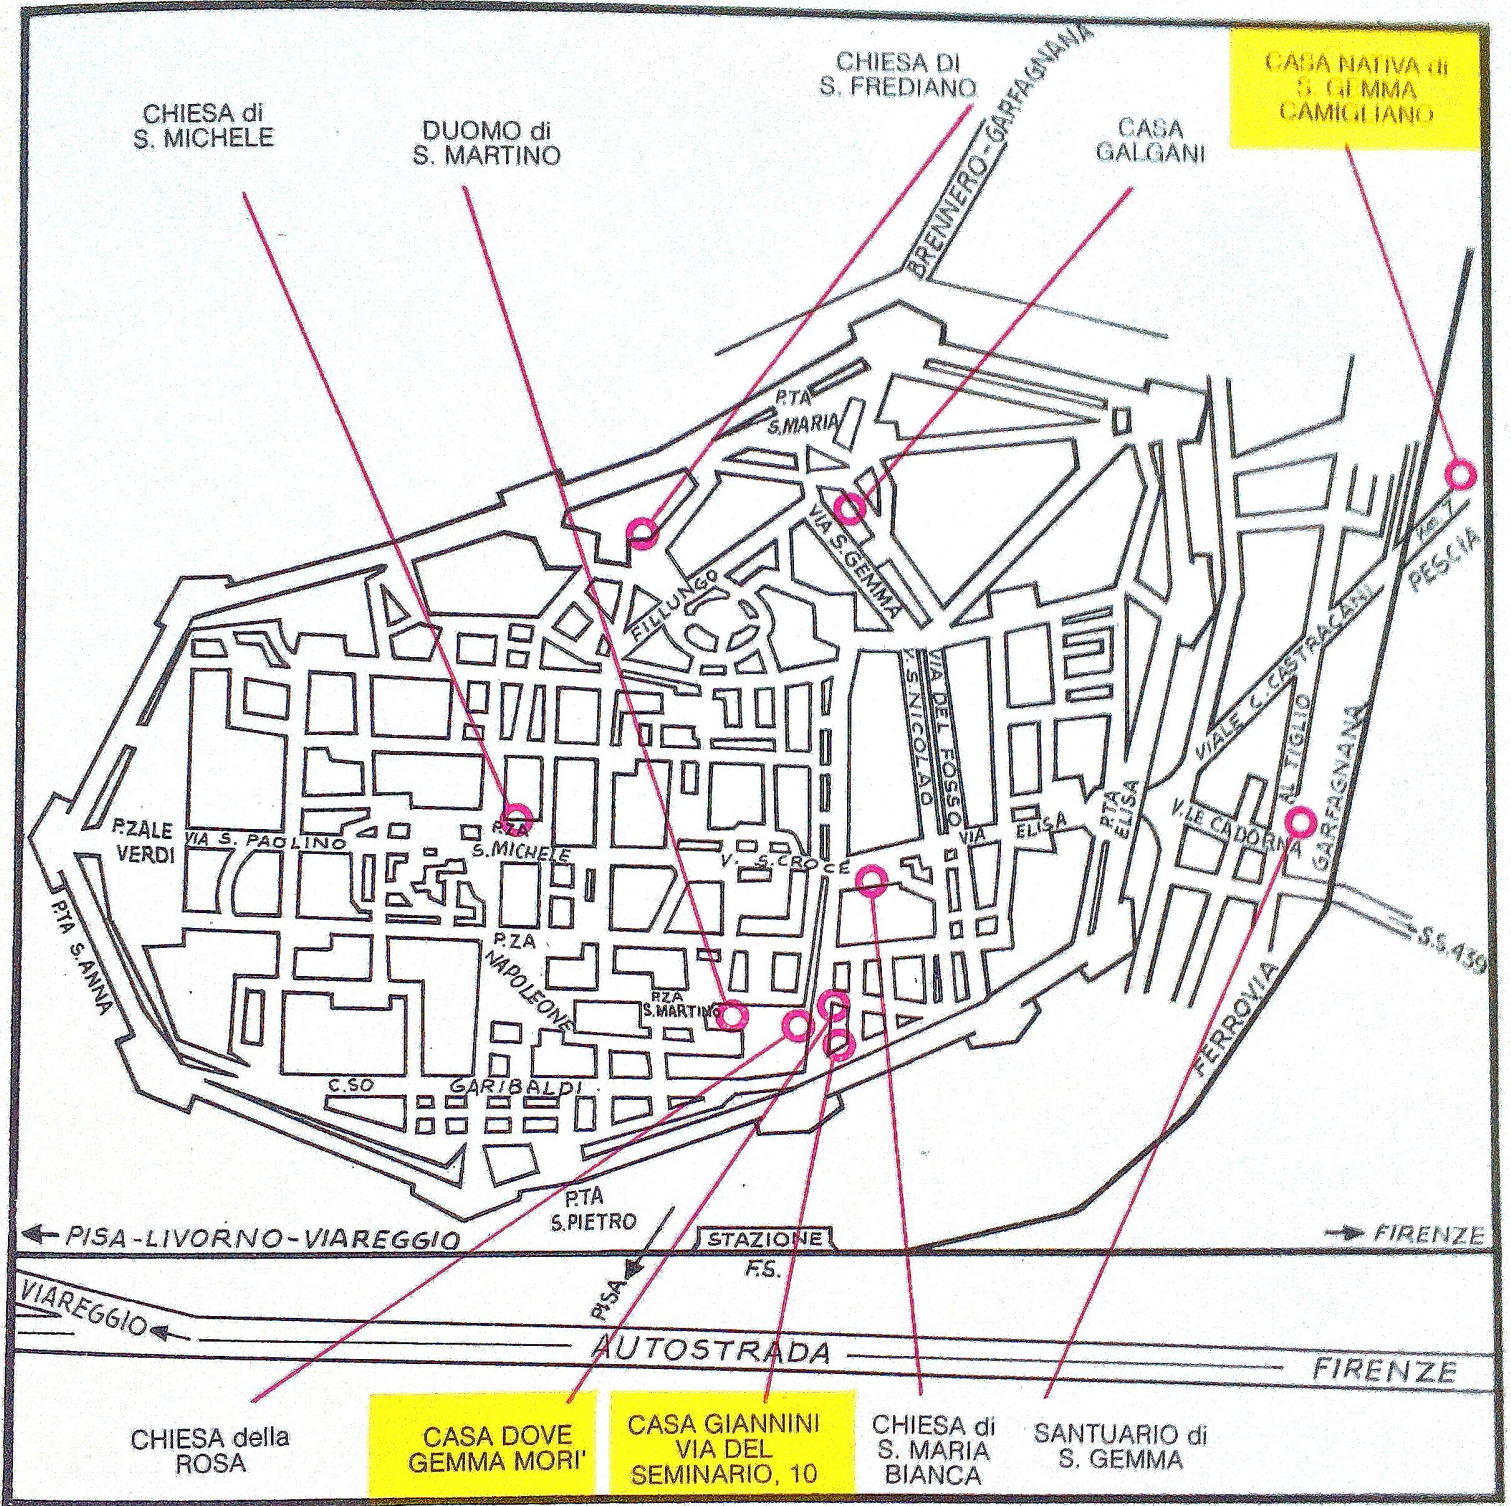 CHIESA di
S. MICHELE
DUOMO di
S. MARTINO
CHIESA DI
S. FREDIANO
BRENNERO-GARFAGNANA
CASA
GALGANI
CASA NATIVA di
S. GEMMA
CAMIGLIANO
P.TA
S.MARIA
VIA S.GEMMA
FILLUNGO
KM 7
PESCIA
VIALE C. CASTRACANI
V. S.NICOLAO
VIA DEL FOSSO
AL TIGLIO
GARFAGNANA
P.ZALE
VERDI
VIA S. PAOLINO
P.ZA
S.MICHELE
V. S.CROCE
VIA ELISA
P.TA
ELISA
V.LE CADORNA
P.TA S.ANNA
P.ZA
NAPOLEONE
P.ZA
S.MARTINO
S.S.439
FERROVIA
C.SO GARIBALDI
P.TA
S.PIETRO
PISA-LIVORNO-VIAREGGIO
STAZIONE
F.S.
FIRENZE
PISA
VIAREGGIO
AUTOSTRADA
FIRENZE
CHIESA della
ROSA
CASA DOVE
GEMMA MORI'
CASA GIANNINI
VIA DEL
SEMINARIO, 10
CHIESA di
S. MARIA
BIANCA
SANTUARIO di
S. GEMMA